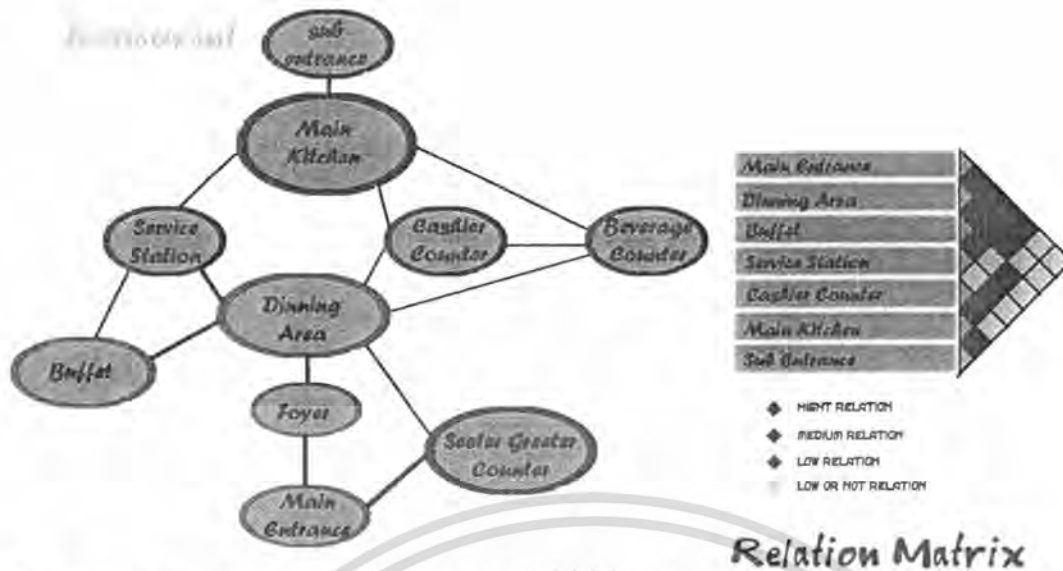 sub
entrance
Main
Kitchen
Service
Station
Cashier
Counter
Beverage
Counter
Dinning
Area
Buffet
Foyer
Seater Greeter
Counter
Main
Entrance
Main Entrance
Dinning Area
Buffet
Service Station
Cashier Counter
Main Kitchen
Sub Entrance
HIGHT RELATION
MEDIUM RELATION
LOW RELATION
LOW OR NOT RELATION
Relation Matrix